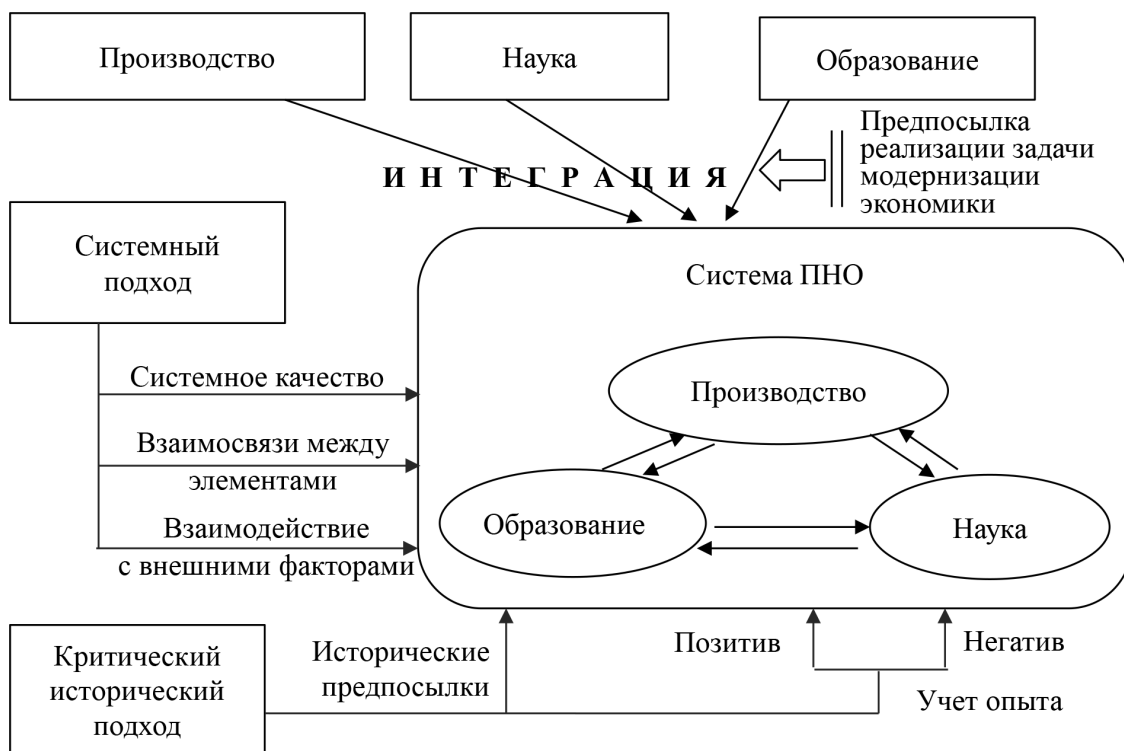 Производство
Наука
Образование
Предпосылка
реализации задачи
модернизации
экономики
ИНТЕГРАЦИЯ
Системный
подход
Система ПНО
Системное качество
Производство
Взаимосвязи между
элементами
Образование
Наука
Взаимодействие
с внешними факторами
Критический
исторический
подход
Исторические
предпосылки
Позитив
Негатив
Учет опыта